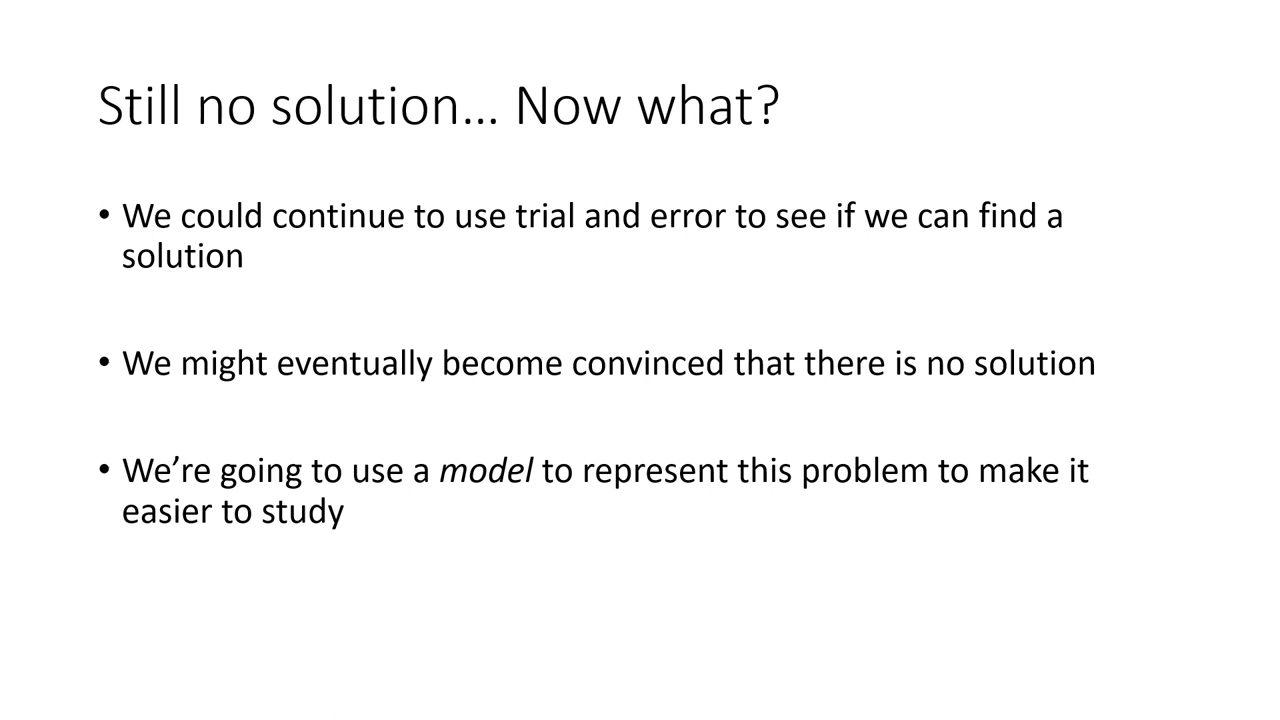 Still no solution… Now what?
• We could continue to use trial and error to see if we can find a
solution
• We might eventually become convinced that there is no solution
• We’re going to use a model to represent this problem to make it
easier to study